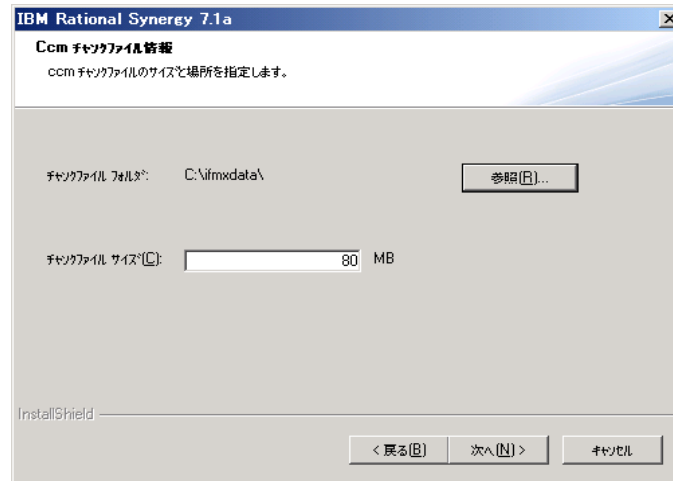 IBM Rational Synergy 7.1a
Ccm ﾁｬﾝｸﾌｧｲﾙ情報
ccm ﾁｬﾝｸﾌｧｲﾙのｻｲｽﾞと場所を指定します。
ﾁｬﾝｸﾌｧｲﾙ ﾌｫﾙﾀﾞ: C:\ifmxdata\ 参照(R)...
ﾁｬﾝｸﾌｧｲﾙ ｻｲｽﾞ(C): 80 MB
InstallShield
< 戻る(B) 次へ(N) > ｷｬﾝｾﾙ